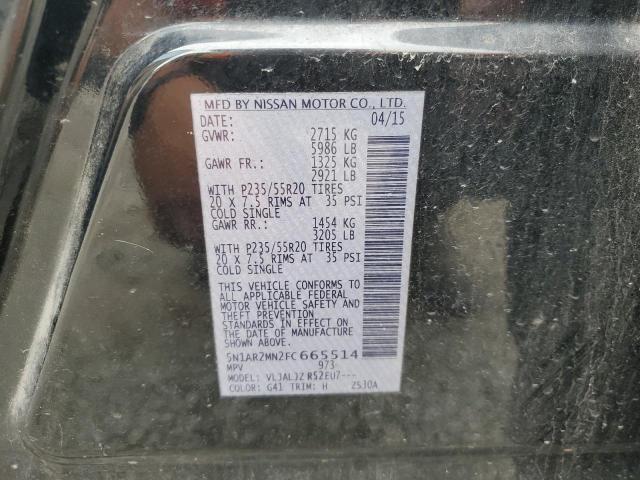 MFD BY NISSAN MOTOR CO., LTD.
DATE: 04/15
GVWR: 2715 KG
5986 LB
GAWR FR: 1325 KG
2921 LB
WITH P235/55R20 TIRES
20 X 7.5 RIMS AT 35 PSI
COLD SINGLE
GAWR RR.: 1454 KG
3205 LB
WITH P235/55R20 TIRES
20 X 7.5 RIMS AT 35 PSI
COLD SINGLE
THIS VEHICLE CONFORMS TO
ALL APPLICABLE FEDERAL
MOTOR VEHICLE SAFETY AND
THEFT PREVENTION
STANDARDS IN EFFECT ON
THE DATE OF MANUFACTURE
SHOWN ABOVE.
5N1AR2MN2FC665514
MPV 973
MODEL: VLJALJZ R52EU7---
COLOR: G41 TRIM: H 2530A